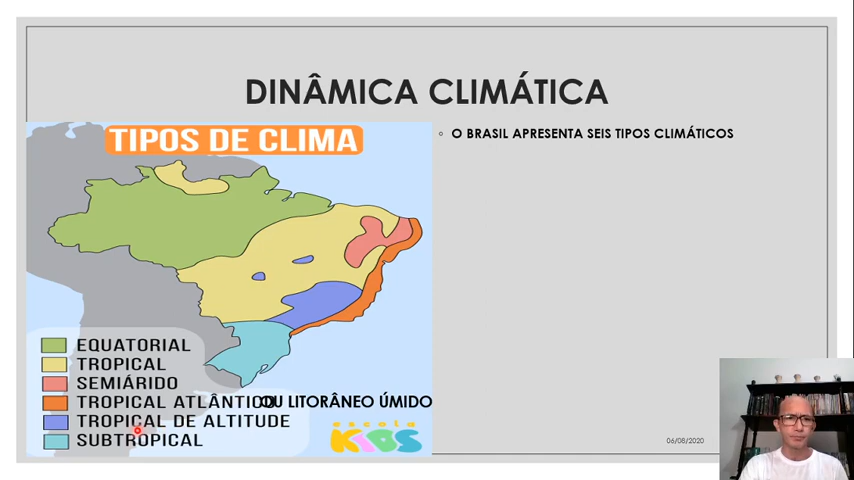 DINÂMICA CLIMÁTICA
TIPOS DE CLIMA
◦ O BRASIL APRESENTA SEIS TIPOS CLIMÁTICOS
EQUATORIAL
TROPICAL
SEMIÁRIDO
TROPICAL ATLÂNTICO OU LITORÂNEO ÚMIDO
TROPICAL DE ALTITUDE
SUBTROPICAL
escola
KIDS
06/08/2020